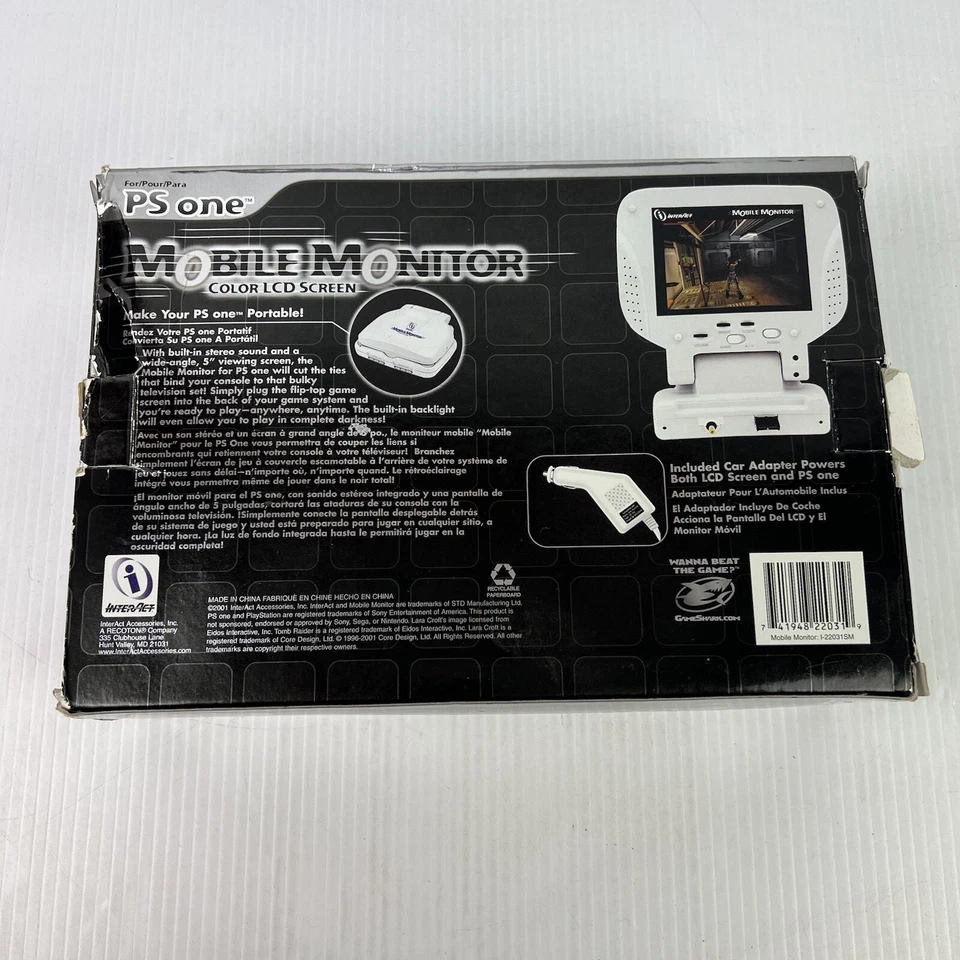 For/Pour/Para
PS one™
MOBILE MONITOR
COLOR LCD SCREEN
Make Your PS one™ Portable!
Rendez Votre PS one Portatif
Convierta Su PS one A Portátil
With built-in stereo sound and a
wide-angle, 5" viewing screen, the
Mobile Monitor for PS one will cut the ties
that bind your console to that bulky
television set! Simply plug the flip-top game
screen into the back of your game system and
you're ready to play—anywhere, anytime. The built-in backlight
will even allow you to play in complete darkness!
Avec un son stéréo et un écran à grand angle de po., le moniteur mobile "Mobile
Monitor" pour le PS One vous permettra de couper les liens si
encombrants qui retiennent votre console à votre téléviseur! Branchez
simplement l'écran de jeu à couvercle escamotable à l'arrière de votre système de
jeu et jouez sans délai—n'importe où, n'importe quand. Le rétroéclairage
intégré vous permettra même de jouer dans le noir total!
¡El monitor móvil para el PS one, con sonido estéreo integrado y una pantalla de
ángulo ancho de 5 pulgadas, cortará las ataduras de su consola con la
voluminosa televisión. !Simplemente conecte la pantalla desplegable detrás
de su sistema de juego y usted está preparado para jugar en cualquier sitio, a
cualquier hora. ¡La luz de fondo integrada hasta le permitirá jugar en la
oscuridad completa!
INTERACT
MOBILE MONITOR
Included Car Adapter Powers
Both LCD Screen and PS one
Adaptateur Pour L'Automobile Inclus
El Adaptador Incluye De Coche
Acciona la Pantalla Del LCD y El
Monitor Móvil
INTERACT
InterAct Accessories, Inc.
A RECOTON® Company
335 Clubhouse Lane
Hunt Valley, MD 21031
www.InterActAccessories.com
MADE IN CHINA FABRIQUÉ EN CHINE HECHO EN CHINA
©2001 InterAct Accessories, Inc. InterAct and Mobile Monitor are trademarks of STD Manufacturing Ltd.
PS one and PlayStation are registered trademarks of Sony Entertainment of America. This product is
not sponsored, endorsed or approved by Sony, Sega, or Nintendo. Lara Croft's image licensed from
Eidos Interactive, Inc. Tomb Raider is a registered trademark of Eidos Interactive, Inc. Lara Croft is a
registered trademark of Core Design, Ltd. © 1996-2001 Core Design, Ltd. All Rights Reserved. All other
trademarks are copyright their respective owners.
RECYCLABLE
PAPERBOARD
WANNA BEAT
THE GAME?™
GAMESHARK.COM
7 41948 22031 9
Mobile Monitor: I-22031SM